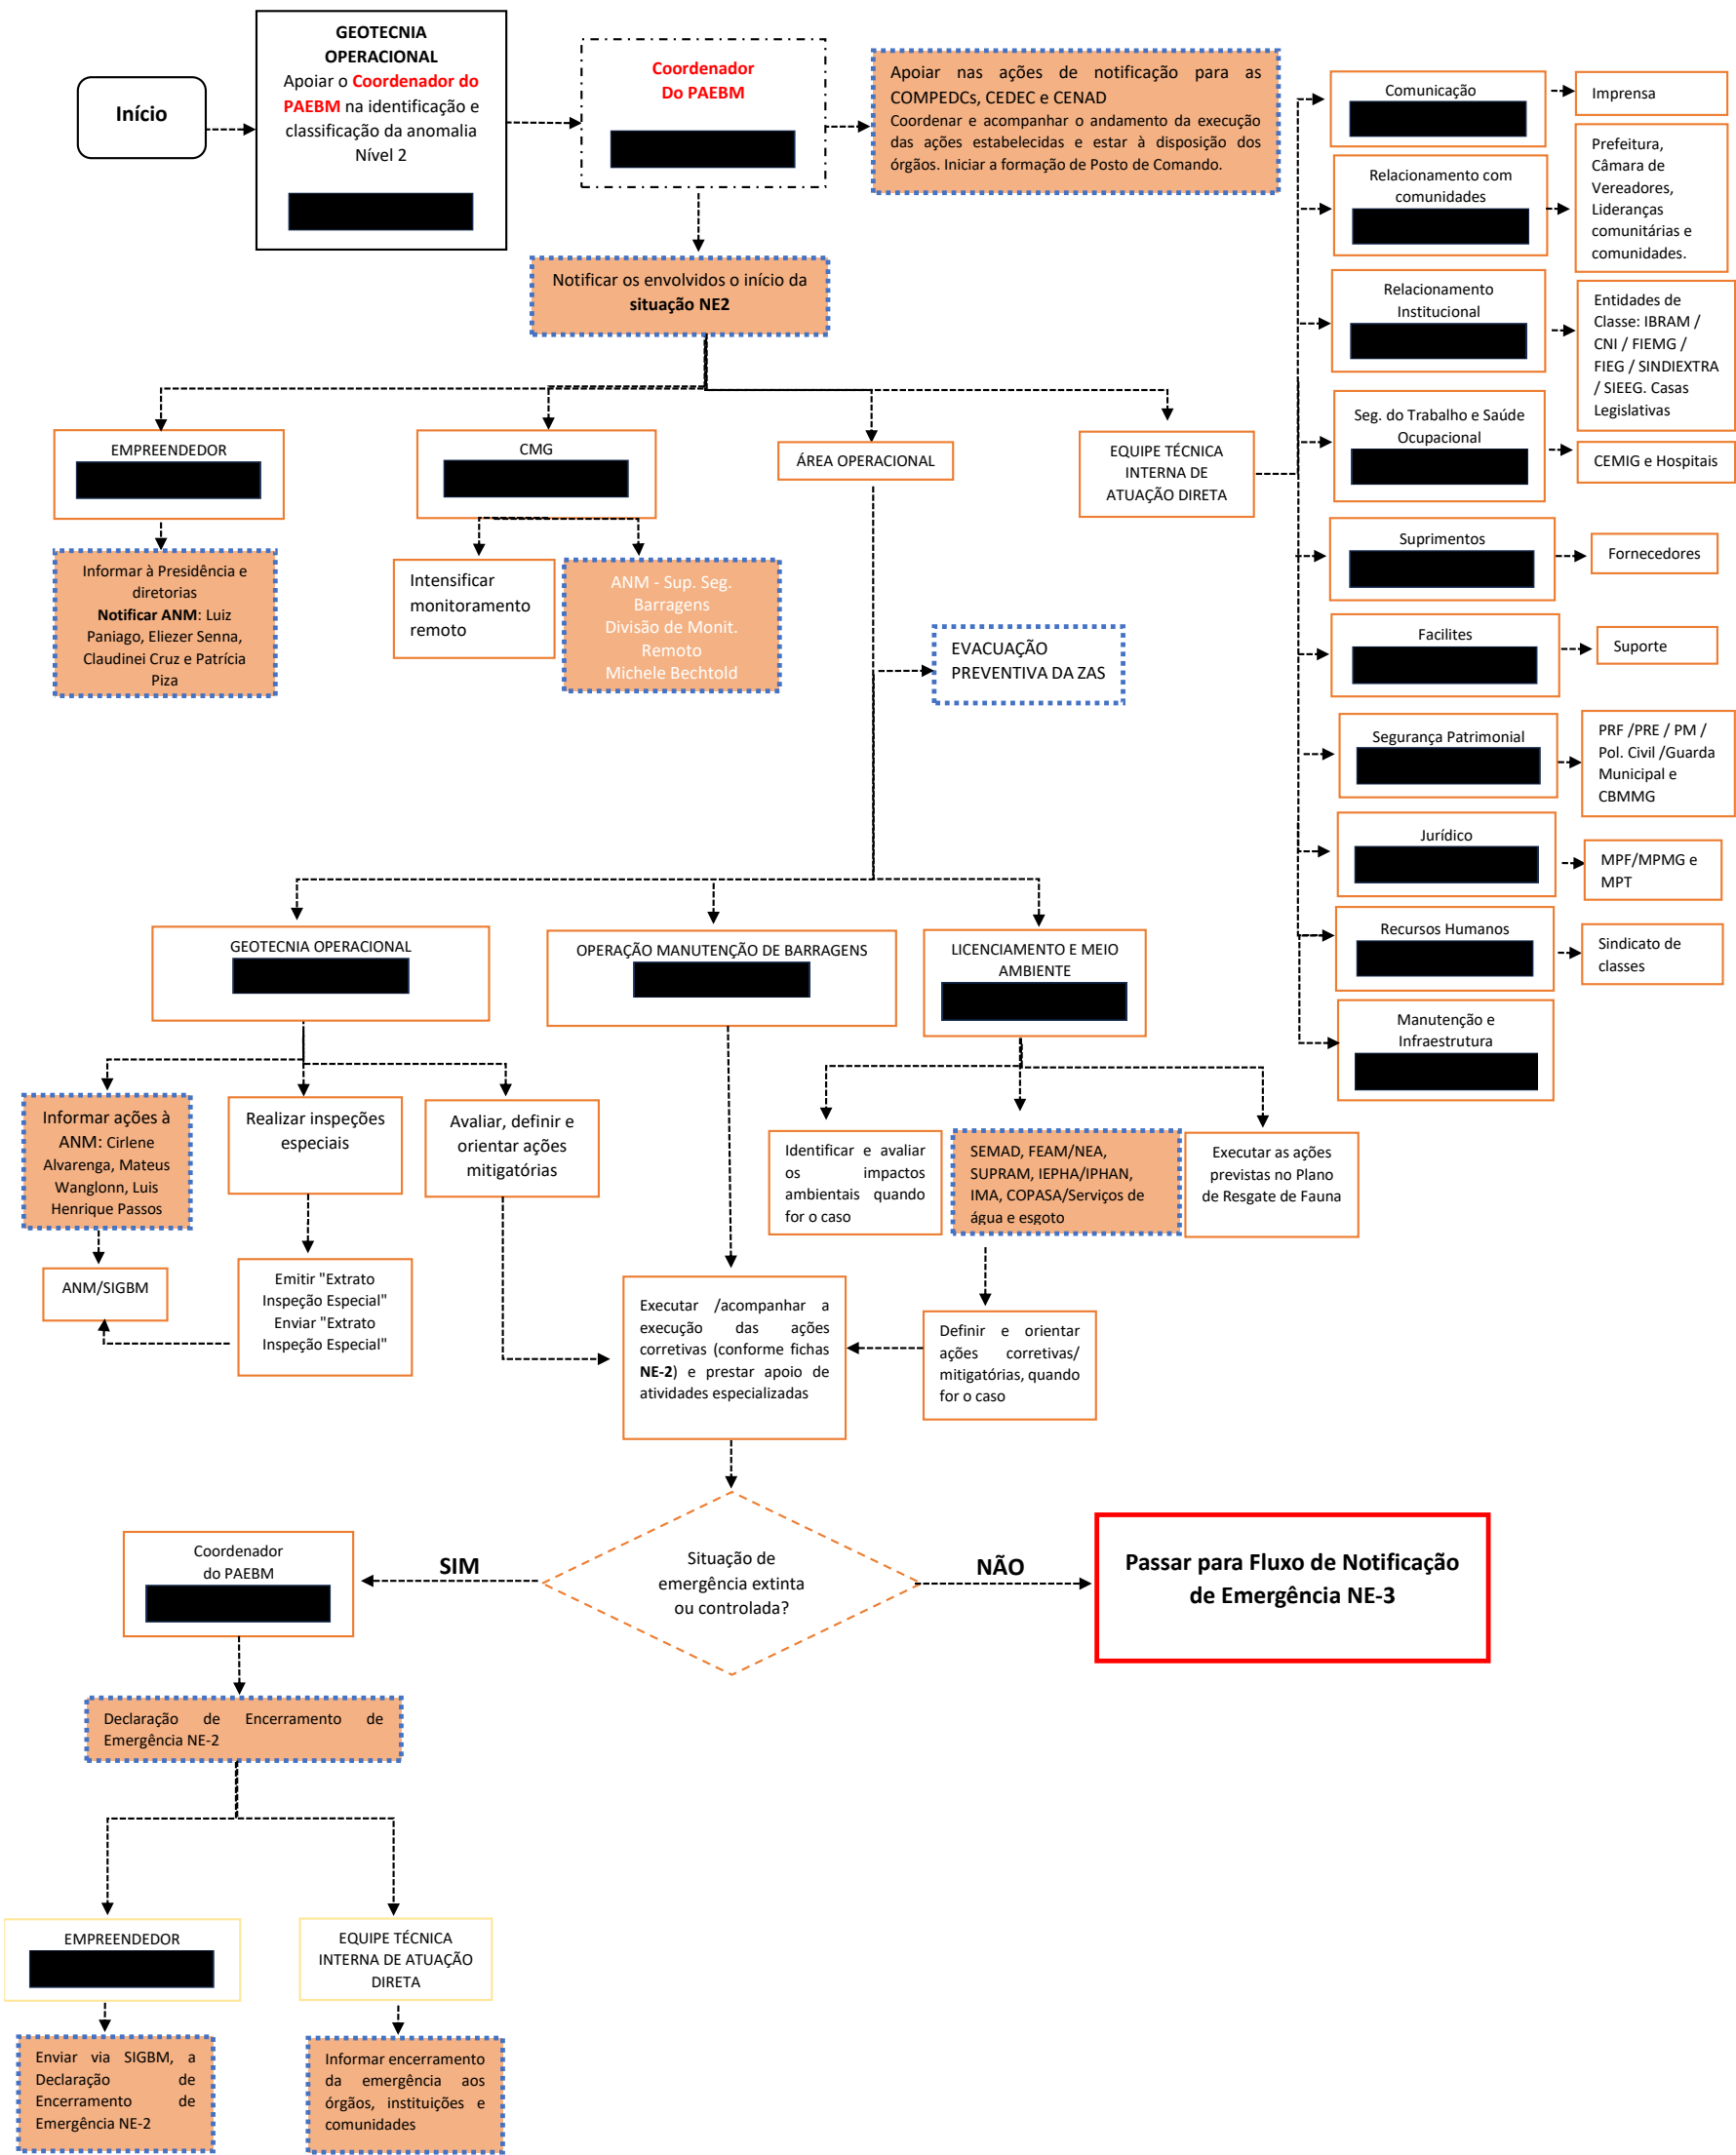 Início
GEOTECNIA
OPERACIONAL
Apoiar o Coordenador do
PAEBM na identificação e
classificação da anomalia
Nível 2
Coordenador
Do PAEBM
Apoiar nas ações de notificação para as
COMPEDCs, CEDEC e CENAD
Coordenar e acompanhar o andamento da execução
das ações estabelecidas e estar à disposição dos
órgãos. Iniciar a formação de Posto de Comando.
Comunicação
Imprensa
Relacionamento com
comunidades
Prefeitura,
Câmara de
Vereadores,
Lideranças
comunitárias e
comunidades.
Notificar os envolvidos o início da
situação NE2
Relacionamento
Institucional
Entidades de
Classe: IBRAM /
CNI / FIEMG /
FIEG / SINDIEXTRA
/ SIEEG. Casas
Legislativas
EMPREENDEDOR
CMG
ÁREA OPERACIONAL
EQUIPE TÉCNICA
INTERNA DE
ATUAÇÃO DIRETA
Seg. do Trabalho e Saúde
Ocupacional
CEMIG e Hospitais
Suprimentos
Fornecedores
Informar à Presidência e
diretorias
Notificar ANM: Luiz
Paniago, Eliezer Senna,
Claudinei Cruz e Patrícia
Piza
Intensificar
monitoramento
remoto
ANM - Sup. Seg.
Barragens
Divisão de Monit.
Remoto
Michele Bechtold
EVACUAÇÃO
PREVENTIVA DA ZAS
Facilites
Suporte
Segurança Patrimonial
PRF /PRE / PM /
Pol. Civil /Guarda
Municipal e
CBMMG
Jurídico
MPF/MPMG e
MPT
Recursos Humanos
Sindicato de
classes
Manutenção e
Infraestrutura
GEOTECNIA OPERACIONAL
OPERAÇÃO MANUTENÇÃO DE BARRAGENS
LICENCIAMENTO E MEIO
AMBIENTE
Informar ações à
ANM: Cirlene
Alvarenga, Mateus
Wanglonn, Luis
Henrique Passos
Realizar inspeções
especiais
Avaliar, definir e
orientar ações
mitigatórias
Identificar e avaliar
os impactos
ambientais quando
for o caso
SEMAD, FEAM/NEA,
SUPRAM, IEPHA/IPHAN,
IMA, COPASA/Serviços de
água e esgoto
Executar as ações
previstas no Plano
de Resgate de Fauna
ANM/SIGBM
Emitir "Extrato
Inspeção Especial"
Enviar "Extrato
Inspeção Especial"
Executar /acompanhar a
execução das ações
corretivas (conforme fichas
NE-2) e prestar apoio de
atividades especializadas
Definir e orientar
ações corretivas/
mitigatórias, quando
for o caso
Coordenador
do PAEBM
SIM
Situação de
emergência extinta
ou controlada?
NÃO
Passar para Fluxo de Notificação
de Emergência NE-3
Declaração de Encerramento de
Emergência NE-2
EMPREENDEDOR
EQUIPE TÉCNICA
INTERNA DE ATUAÇÃO
DIRETA
Enviar via SIGBM, a
Declaração de
Encerramento de
Emergência NE-2
Informar encerramento
da emergência aos
órgãos, instituições e
comunidades